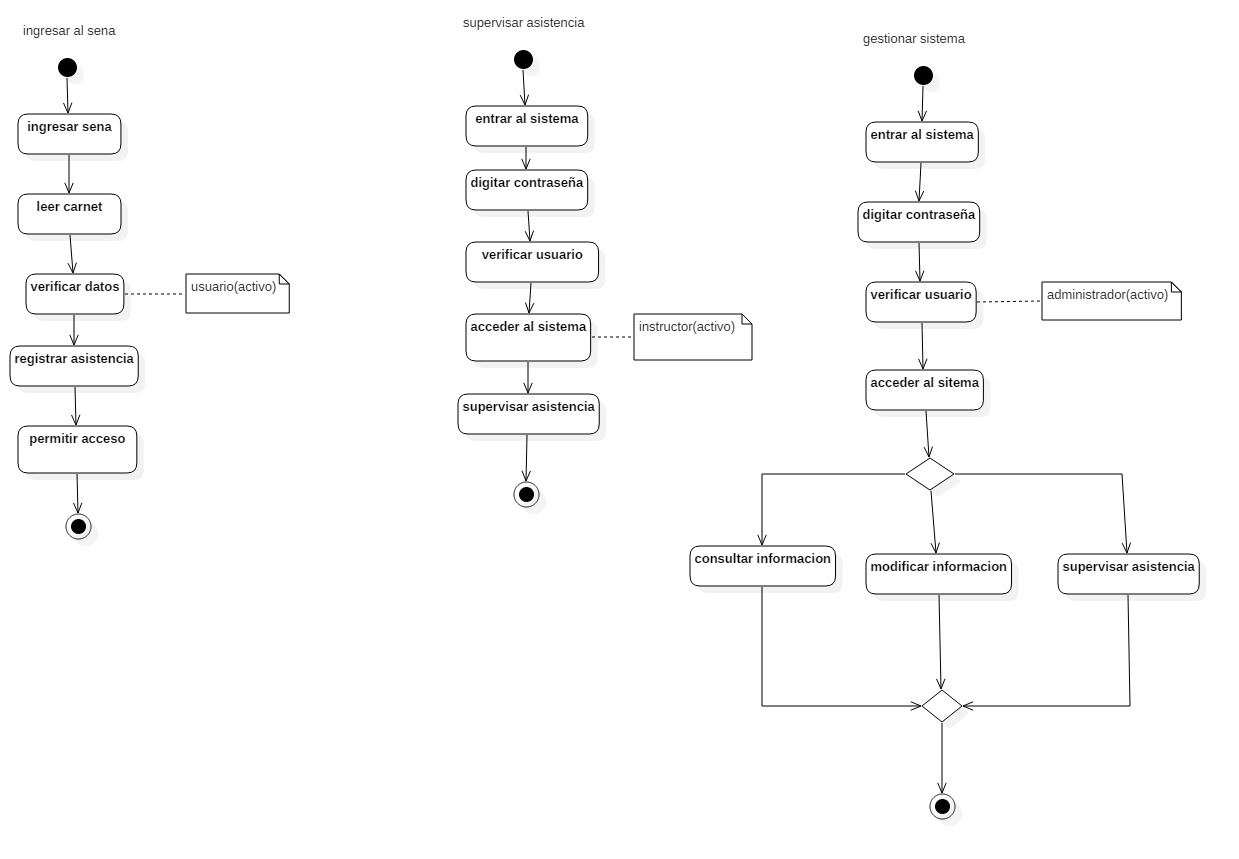 ingresar al sena
ingresar sena
leer carnet
verificar datos
usuario(activo)
registrar asistencia
permitir acceso
supervisar asistencia
entrar al sistema
digitar contraseña
verificar usuario
acceder al sistema
instructor(activo)
supervisar asistencia
gestionar sistema
entrar al sistema
digitar contraseña
verificar usuario
administrador(activo)
acceder al sitema
consultar informacion
modificar informacion
supervisar asistencia